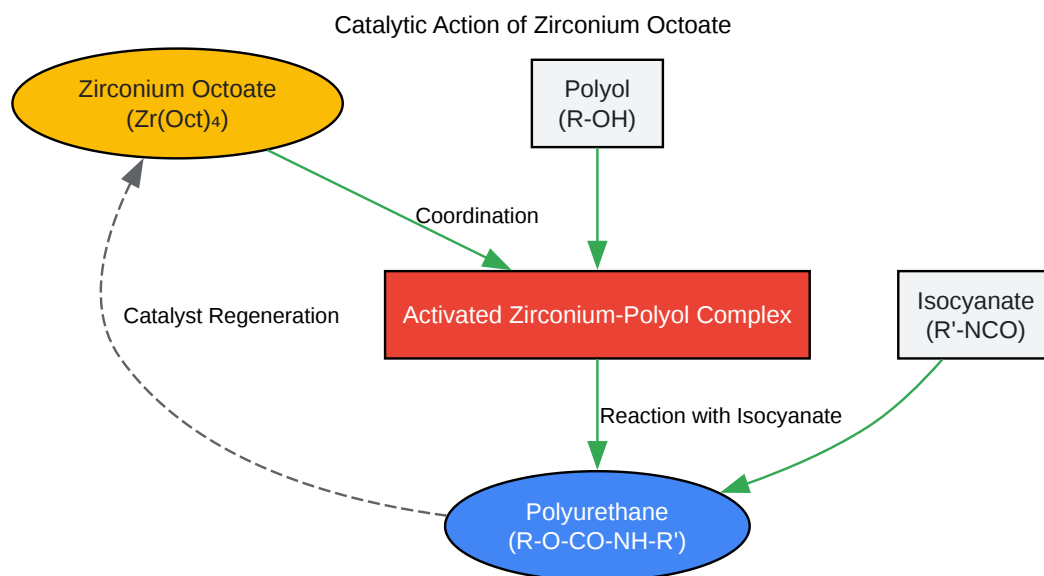 Catalytic Action of Zirconium Octoate
Zirconium Octoate
(Zr(Oct)₄)
Polyol
(R-OH)
Coordination
Activated Zirconium-Polyol Complex
Isocyanate
(R'-NCO)
Catalyst Regeneration
Reaction with Isocyanate
Polyurethane
(R-O-CO-NH-R')